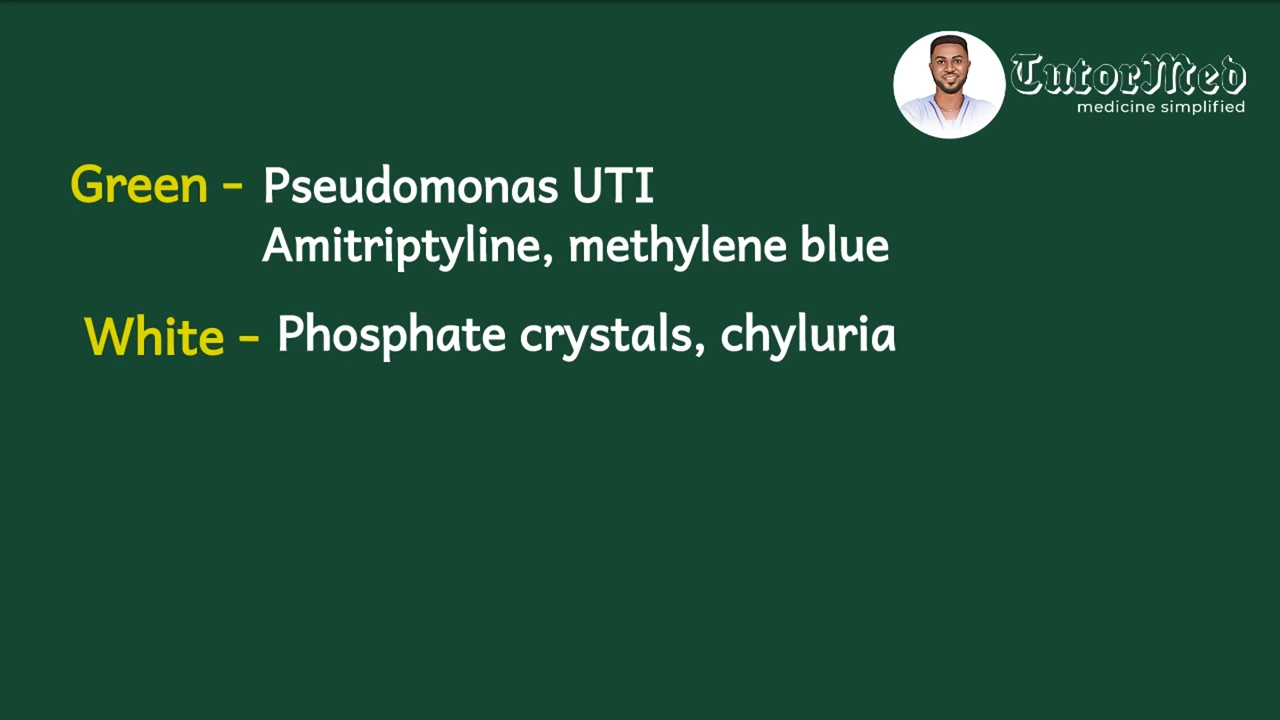 TutorMed
medicine simplified
Green - Pseudomonas UTI
Amitriptyline, methylene blue
White - Phosphate crystals, chyluria